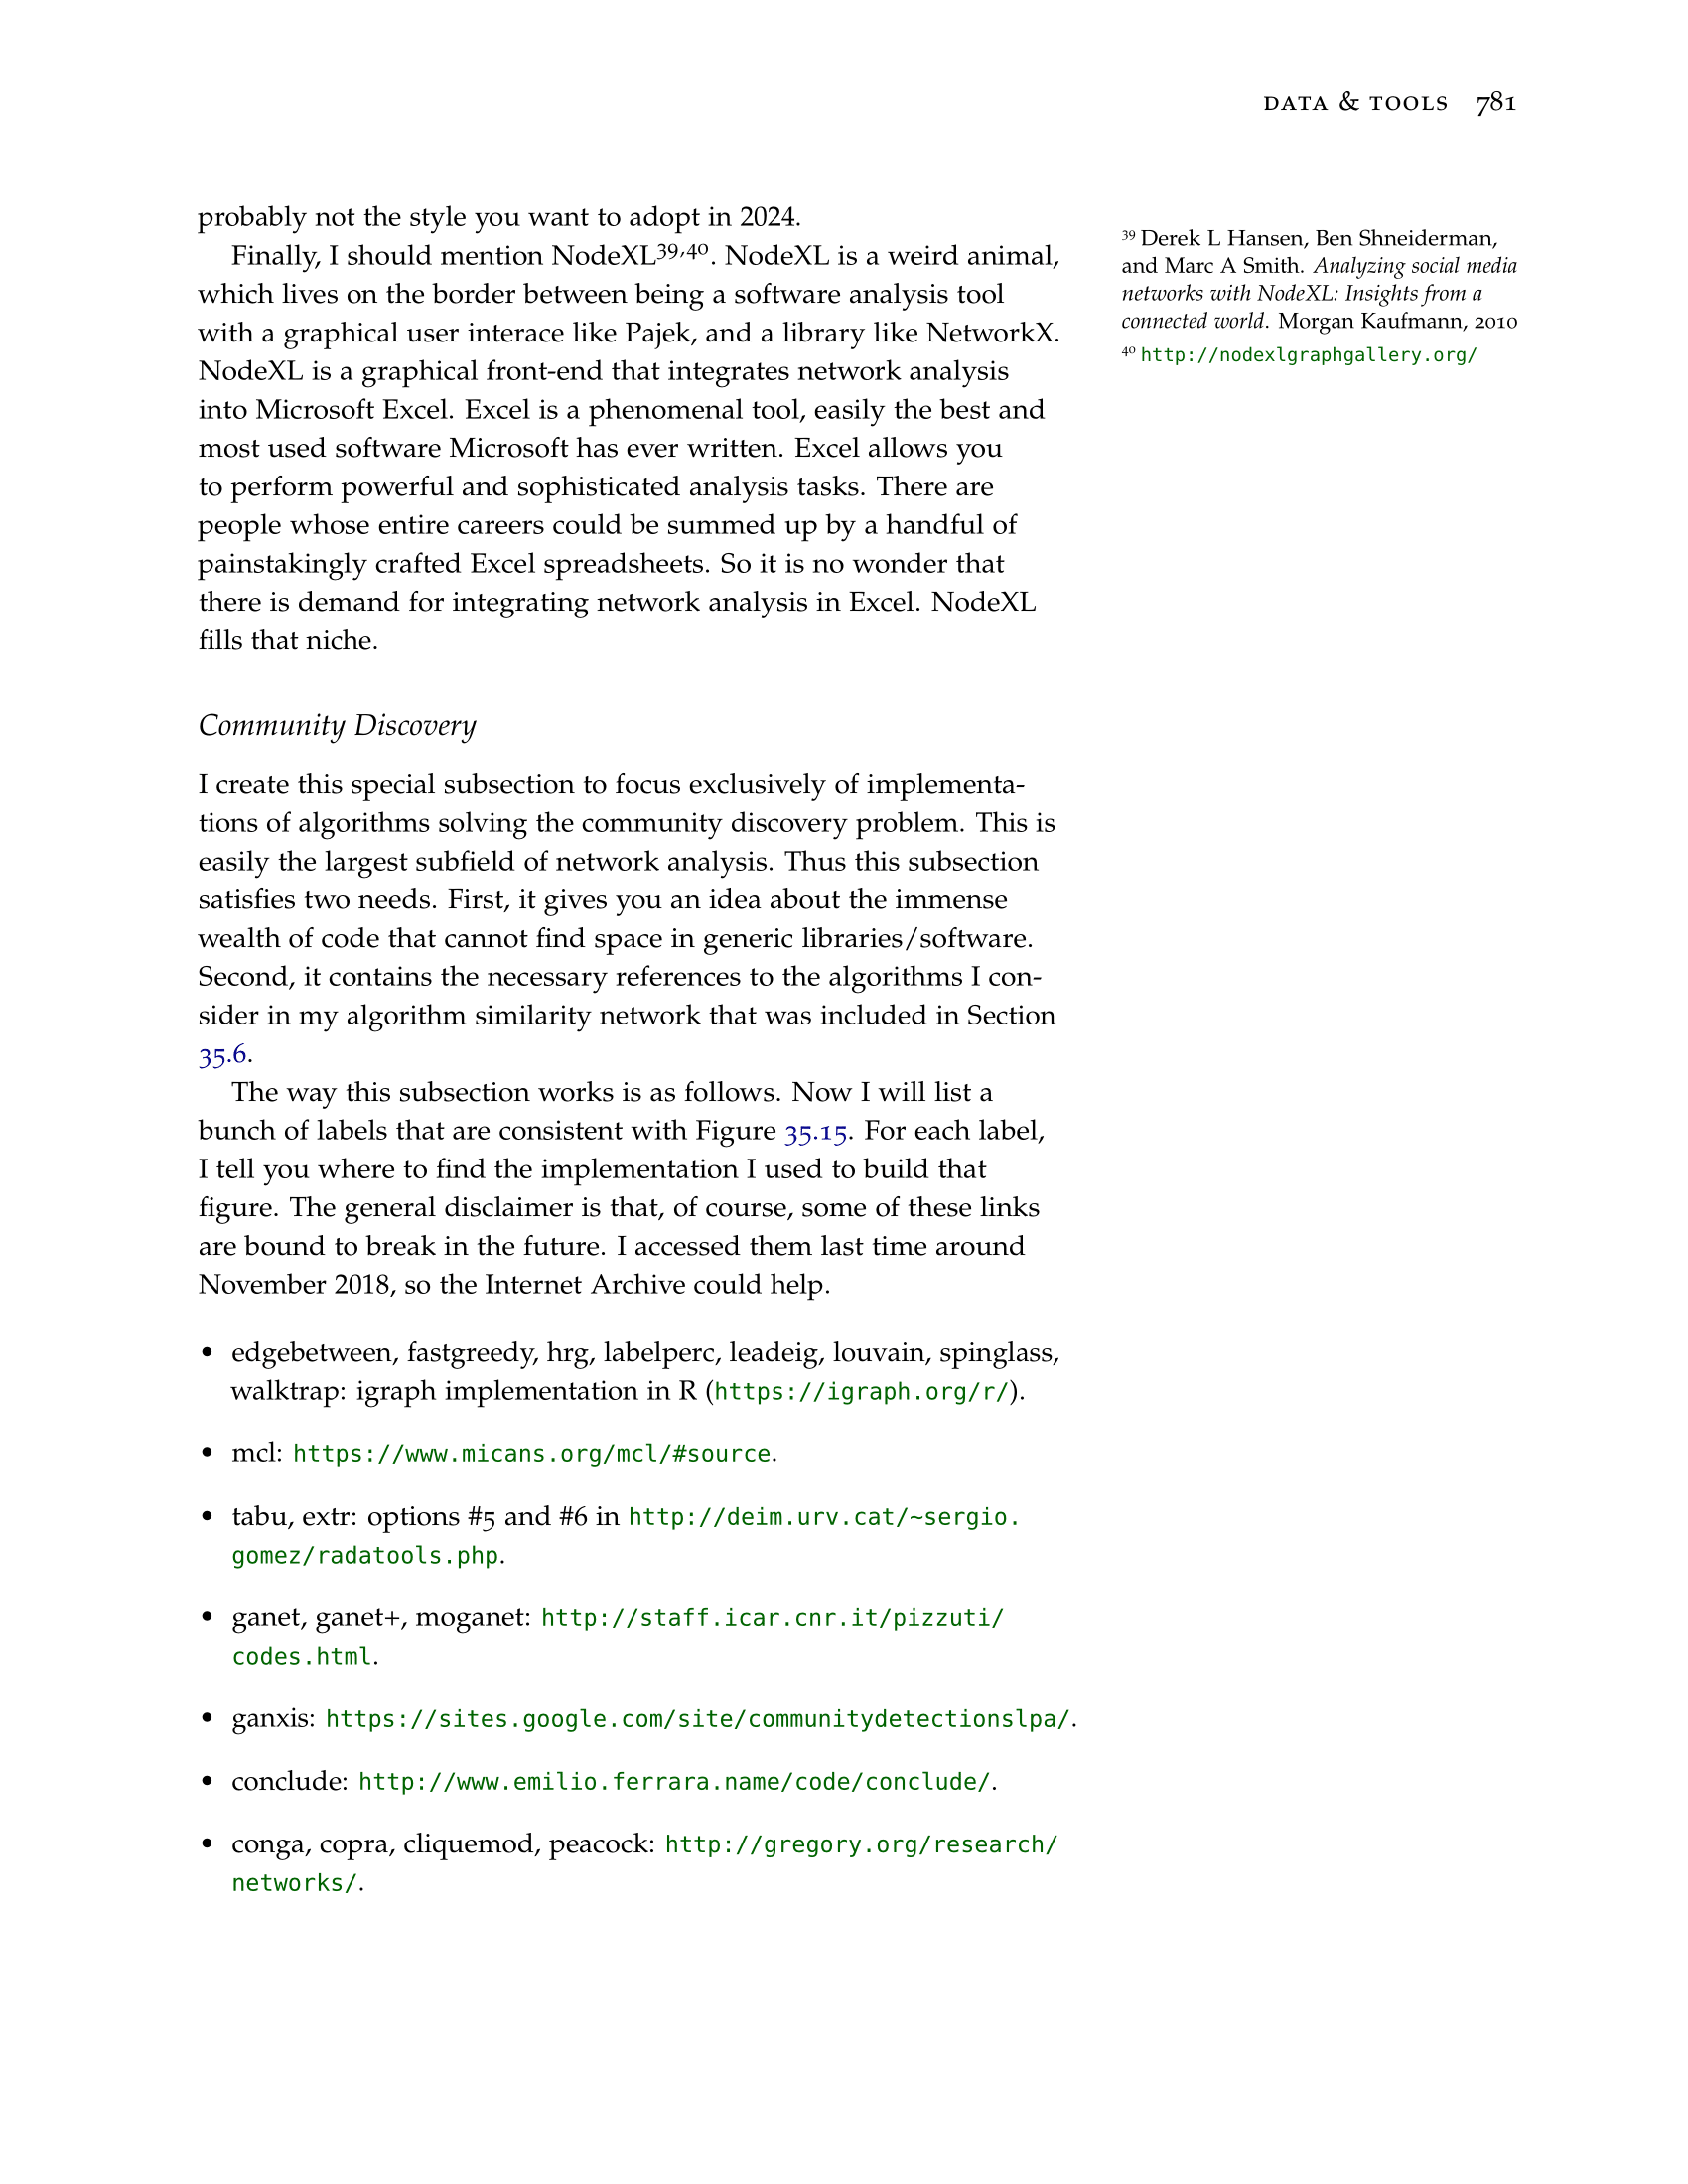 DATA & TOOLS 781
probably not the style you want to adopt in 2024.
Finally, I should mention NodeXL39,40. NodeXL is a weird animal,
which lives on the border between being a software analysis tool
with a graphical user interace like Pajek, and a library like NetworkX.
NodeXL is a graphical front-end that integrates network analysis
into Microsoft Excel. Excel is a phenomenal tool, easily the best and
most used software Microsoft has ever written. Excel allows you
to perform powerful and sophisticated analysis tasks. There are
people whose entire careers could be summed up by a handful of
painstakingly crafted Excel spreadsheets. So it is no wonder that
there is demand for integrating network analysis in Excel. NodeXL
fills that niche.
39 Derek L Hansen, Ben Shneiderman,
and Marc A Smith. Analyzing social media
networks with NodeXL: Insights from a
connected world. Morgan Kaufmann, 2010
40 http://nodexlgraphgallery.org/
Community Discovery
I create this special subsection to focus exclusively of implementa-
tions of algorithms solving the community discovery problem. This is
easily the largest subfield of network analysis. Thus this subsection
satisfies two needs. First, it gives you an idea about the immense
wealth of code that cannot find space in generic libraries/software.
Second, it contains the necessary references to the algorithms I con-
sider in my algorithm similarity network that was included in Section
35.6.
The way this subsection works is as follows. Now I will list a
bunch of labels that are consistent with Figure 35.15. For each label,
I tell you where to find the implementation I used to build that
figure. The general disclaimer is that, of course, some of these links
are bound to break in the future. I accessed them last time around
November 2018, so the Internet Archive could help.
• edgebetween, fastgreedy, hrg, labelperc, leadeig, louvain, spinglass,
walktrap: igraph implementation in R (https://igraph.org/r/).
• mcl: https://www.micans.org/mcl/#source.
• tabu, extr: options #5 and #6 in http://deim.urv.cat/~sergio.
gomez/radatools.php.
• ganet, ganet+, moganet: http://staff.icar.cnr.it/pizzuti/
codes.html.
• ganxis: https://sites.google.com/site/communitydetectionslpa/.
• conclude: http://www.emilio.ferrara.name/code/conclude/.
• conga, copra, cliquemod, peacock: http://gregory.org/research/
networks/.